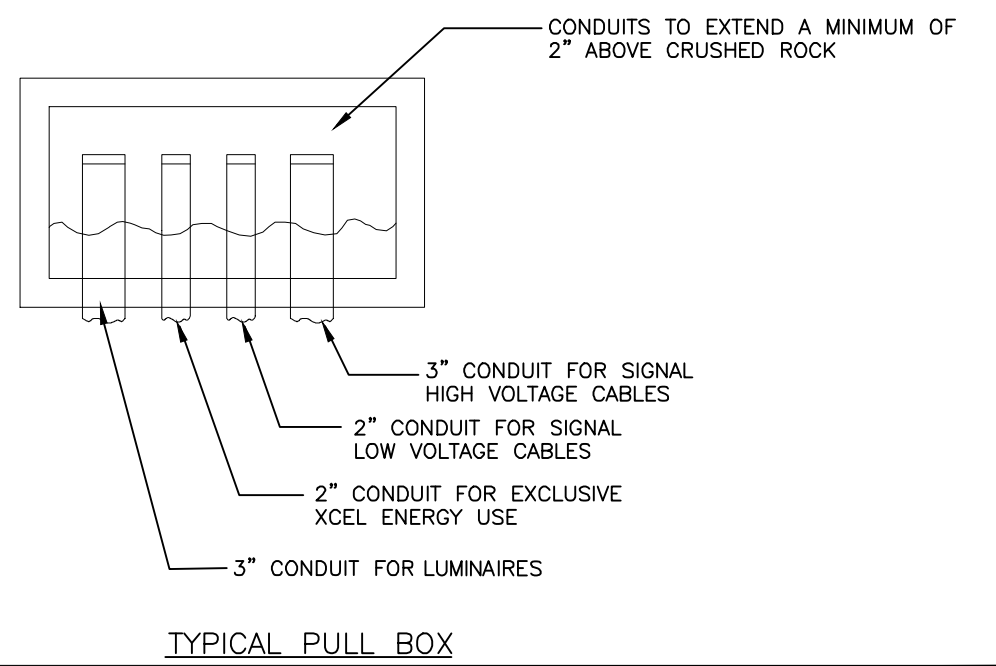 CONDUITS TO EXTEND A MINIMUM OF
2" ABOVE CRUSHED ROCK
3" CONDUIT FOR SIGNAL
HIGH VOLTAGE CABLES
2" CONDUIT FOR SIGNAL
LOW VOLTAGE CABLES
2" CONDUIT FOR EXCLUSIVE
XCEL ENERGY USE
3" CONDUIT FOR LUMINAIRES
TYPICAL PULL BOX